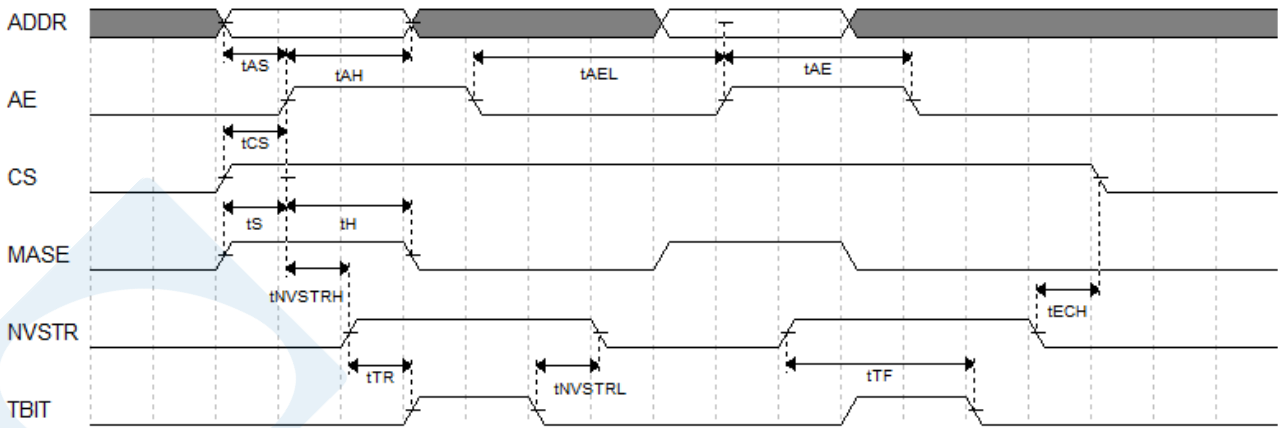 ADDR
tAS
tAH
tAEL
tAE
AE
tCS
CS
tS
tH
MASE
tNVSTRH
tECH
NVSTR
tTR
tNVSTRL
tTF
TBIT